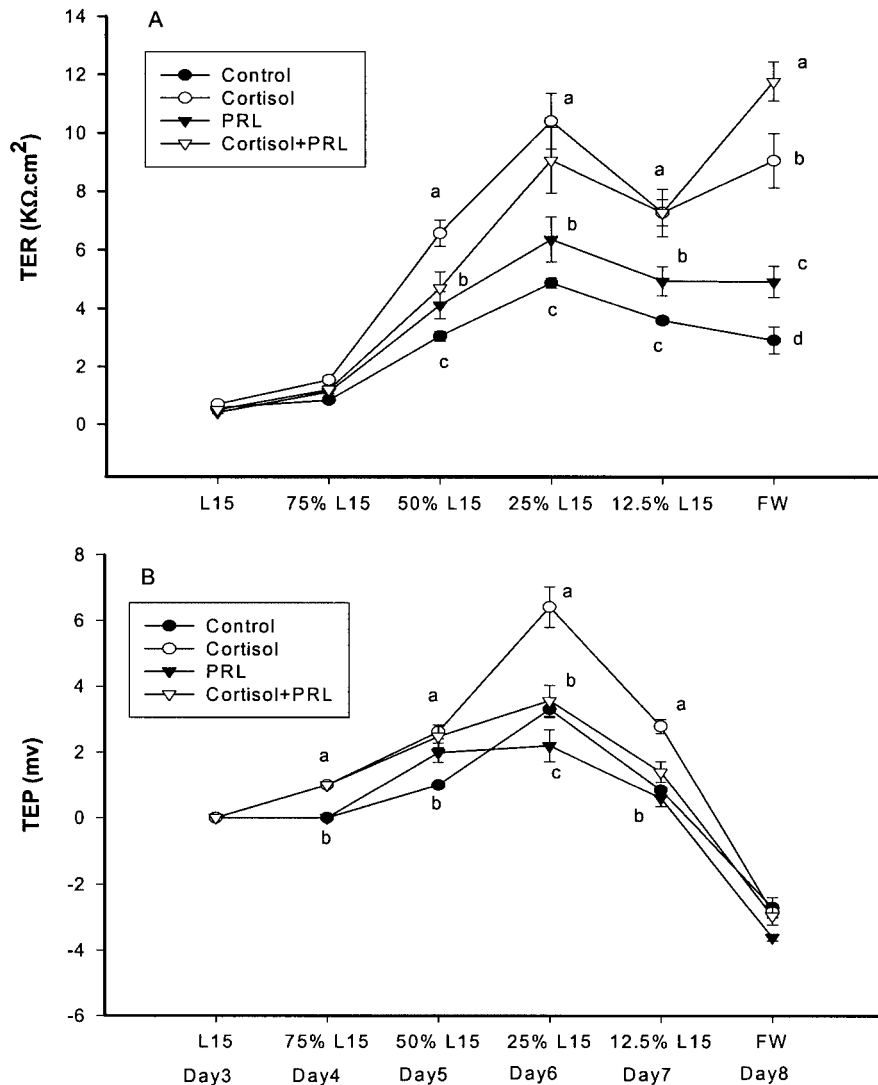 A
Control
Cortisol
PRL
Cortisol+PRL
TER (KΩ.cm²)
14
12
10
8
6
4
2
0
a
a
a
a
b
b
b
b
c
c
c
c
d
L15 75% L15 50% L15 25% L15 12.5% L15 FW
B
Control
Cortisol
PRL
Cortisol+PRL
TEP (mv)
8
6
4
2
0
-2
-4
-6
a
a
a
a
b
b
b
c
b
L15 75% L15 50% L15 25% L15 12.5% L15 FW
Day3 Day4 Day5 Day6 Day7 Day8